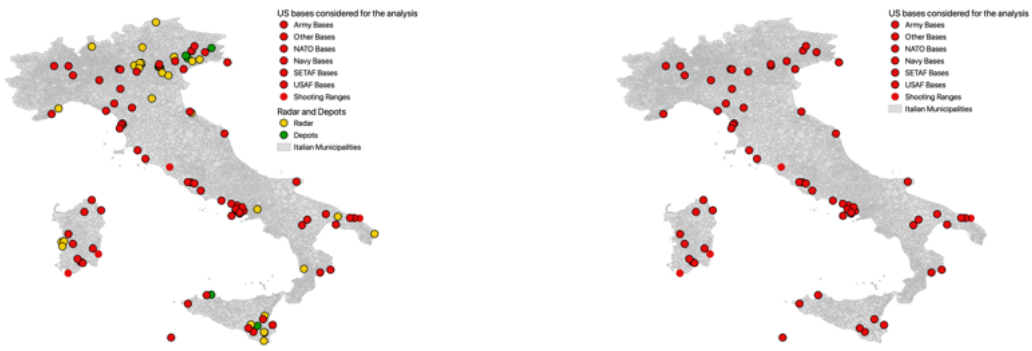 US bases considered for the analysis
Army Bases
Other Bases
NATO Bases
Navy Bases
SETAF Bases
USAF Bases
Shooting Ranges
Radar and Depots
Radar
Depots
Italian Municipalities
US bases considered for the analysis
Army Bases
Other Bases
NATO Bases
Navy Bases
SETAF Bases
USAF Bases
Shooting Ranges
Italian Municipalities